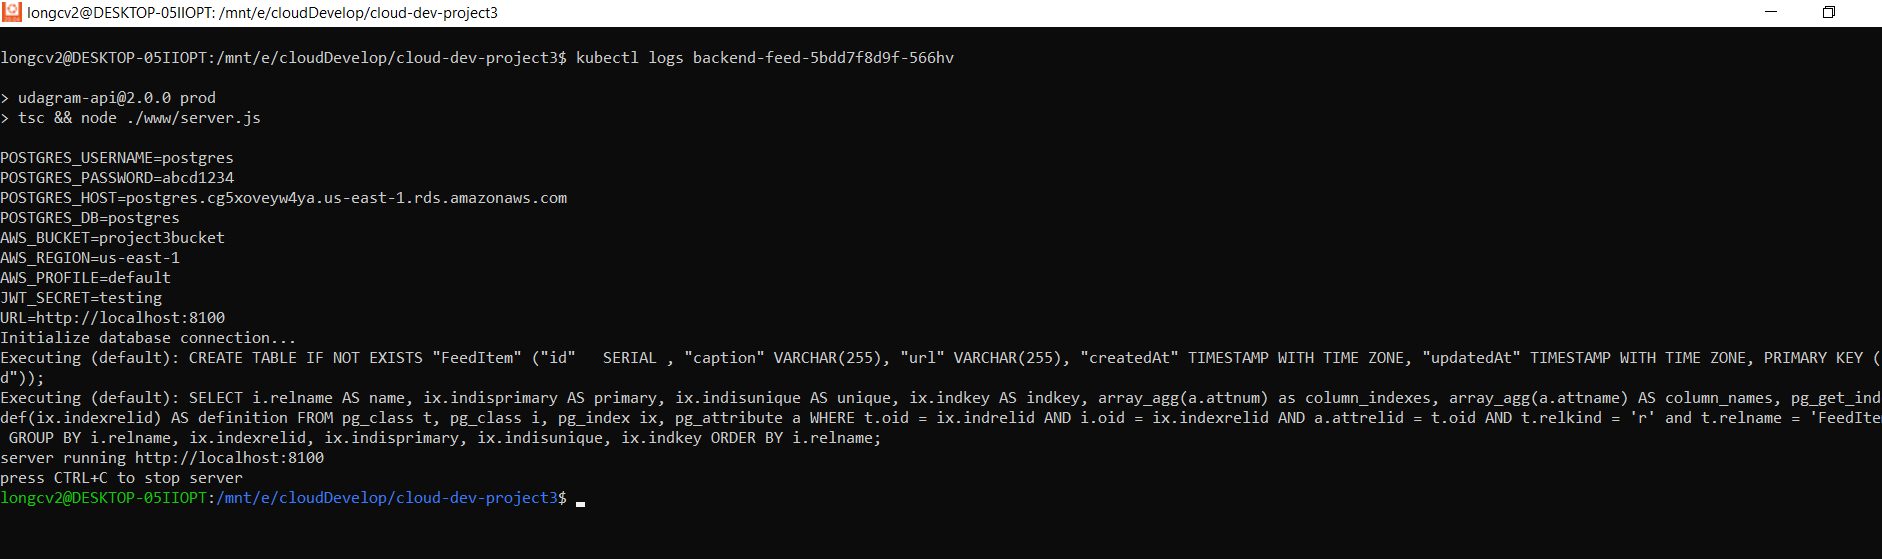 longcv2@DESKTOP-05IIOPT: /mnt/e/cloudDevelop/cloud-dev-project3
longcv2@DESKTOP-05IIOPT:/mnt/e/cloudDevelop/cloud-dev-project3$ kubectl logs backend-feed-5bdd7f8d9f-566hv
> udagram-api@2.0.0 prod
> tsc && node ./www/server.js
POSTGRES_USERNAME=postgres
POSTGRES_PASSWORD=abcd1234
POSTGRES_HOST=postgres.cg5xoveyw4ya.us-east-1.rds.amazonaws.com
POSTGRES_DB=postgres
AWS_BUCKET=project3bucket
AWS_REGION=us-east-1
AWS_PROFILE=default
JWT_SECRET=testing
URL=http://localhost:8100
Initialize database connection...
Executing (default): CREATE TABLE IF NOT EXISTS "FeedItem" ("id"   SERIAL , "caption" VARCHAR(255), "url" VARCHAR(255), "createdAt" TIMESTAMP WITH TIME ZONE, "updatedAt" TIMESTAMP WITH TIME ZONE, PRIMARY KEY (
d"));
Executing (default): SELECT i.relname AS name, ix.indisprimary AS primary, ix.indisunique AS unique, ix.indkey AS indkey, array_agg(a.attnum) as column_indexes, array_agg(a.attname) AS column_names, pg_get_ind
def(ix.indexrelid) AS definition FROM pg_class t, pg_class i, pg_index ix, pg_attribute a WHERE t.oid = ix.indrelid AND i.oid = ix.indexrelid AND a.attrelid = t.oid AND t.relkind = 'r' and t.relname = 'FeedIte
GROUP BY i.relname, ix.indexrelid, ix.indisprimary, ix.indisunique, ix.indkey ORDER BY i.relname;
server running http://localhost:8100
press CTRL+C to stop server
longcv2@DESKTOP-05IIOPT:/mnt/e/cloudDevelop/cloud-dev-project3$